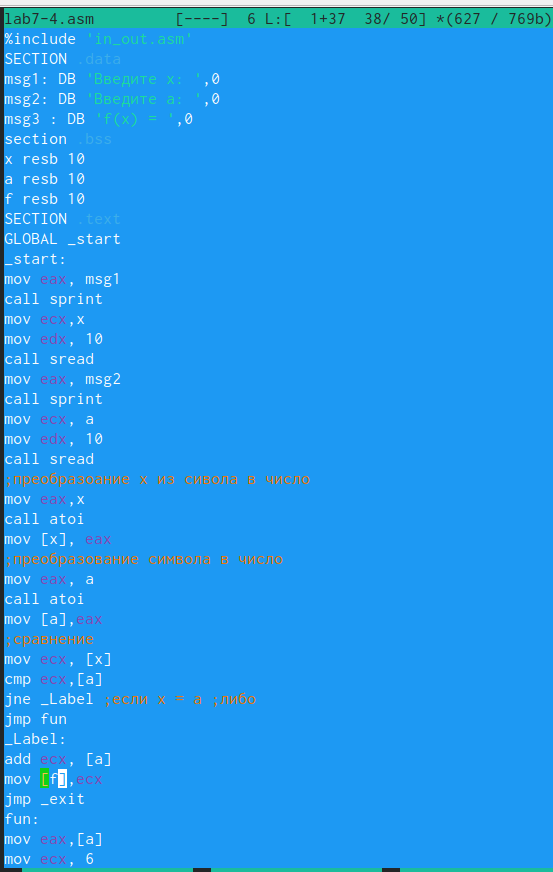 lab7-4.asm [----] 6 L:[ 1+37 38/ 50] *(627 / 769b)
%include 'in_out.asm'
SECTION .data
msg1: DB 'Введите x: ',0
msg2: DB 'Введите a: ',0
msg3 : DB 'f(x) = ',0
section .bss
x resb 10
a resb 10
f resb 10
SECTION .text
GLOBAL _start
_start:
mov eax, msg1
call sprint
mov ecx,x
mov edx, 10
call sread
mov eax, msg2
call sprint
mov ecx, a
mov edx, 10
call sread
;преобразоание x из сивола в число
mov eax,x
call atoi
mov [x], eax
;преобразование символа в число
mov eax, a
call atoi
mov [a],eax
;сравнение
mov ecx, [x]
cmp ecx,[a]
jne _Label ;если x = a ;либо
jmp fun
_Label:
add ecx, [a]
mov [f],ecx
jmp _exit
fun:
mov eax,[a]
mov ecx, 6